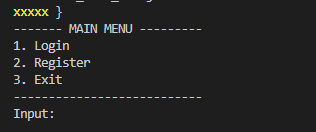 xxxxx }
------- MAIN MENU ---------
1. Login
2. Register
3. Exit
---------------------------
Input: